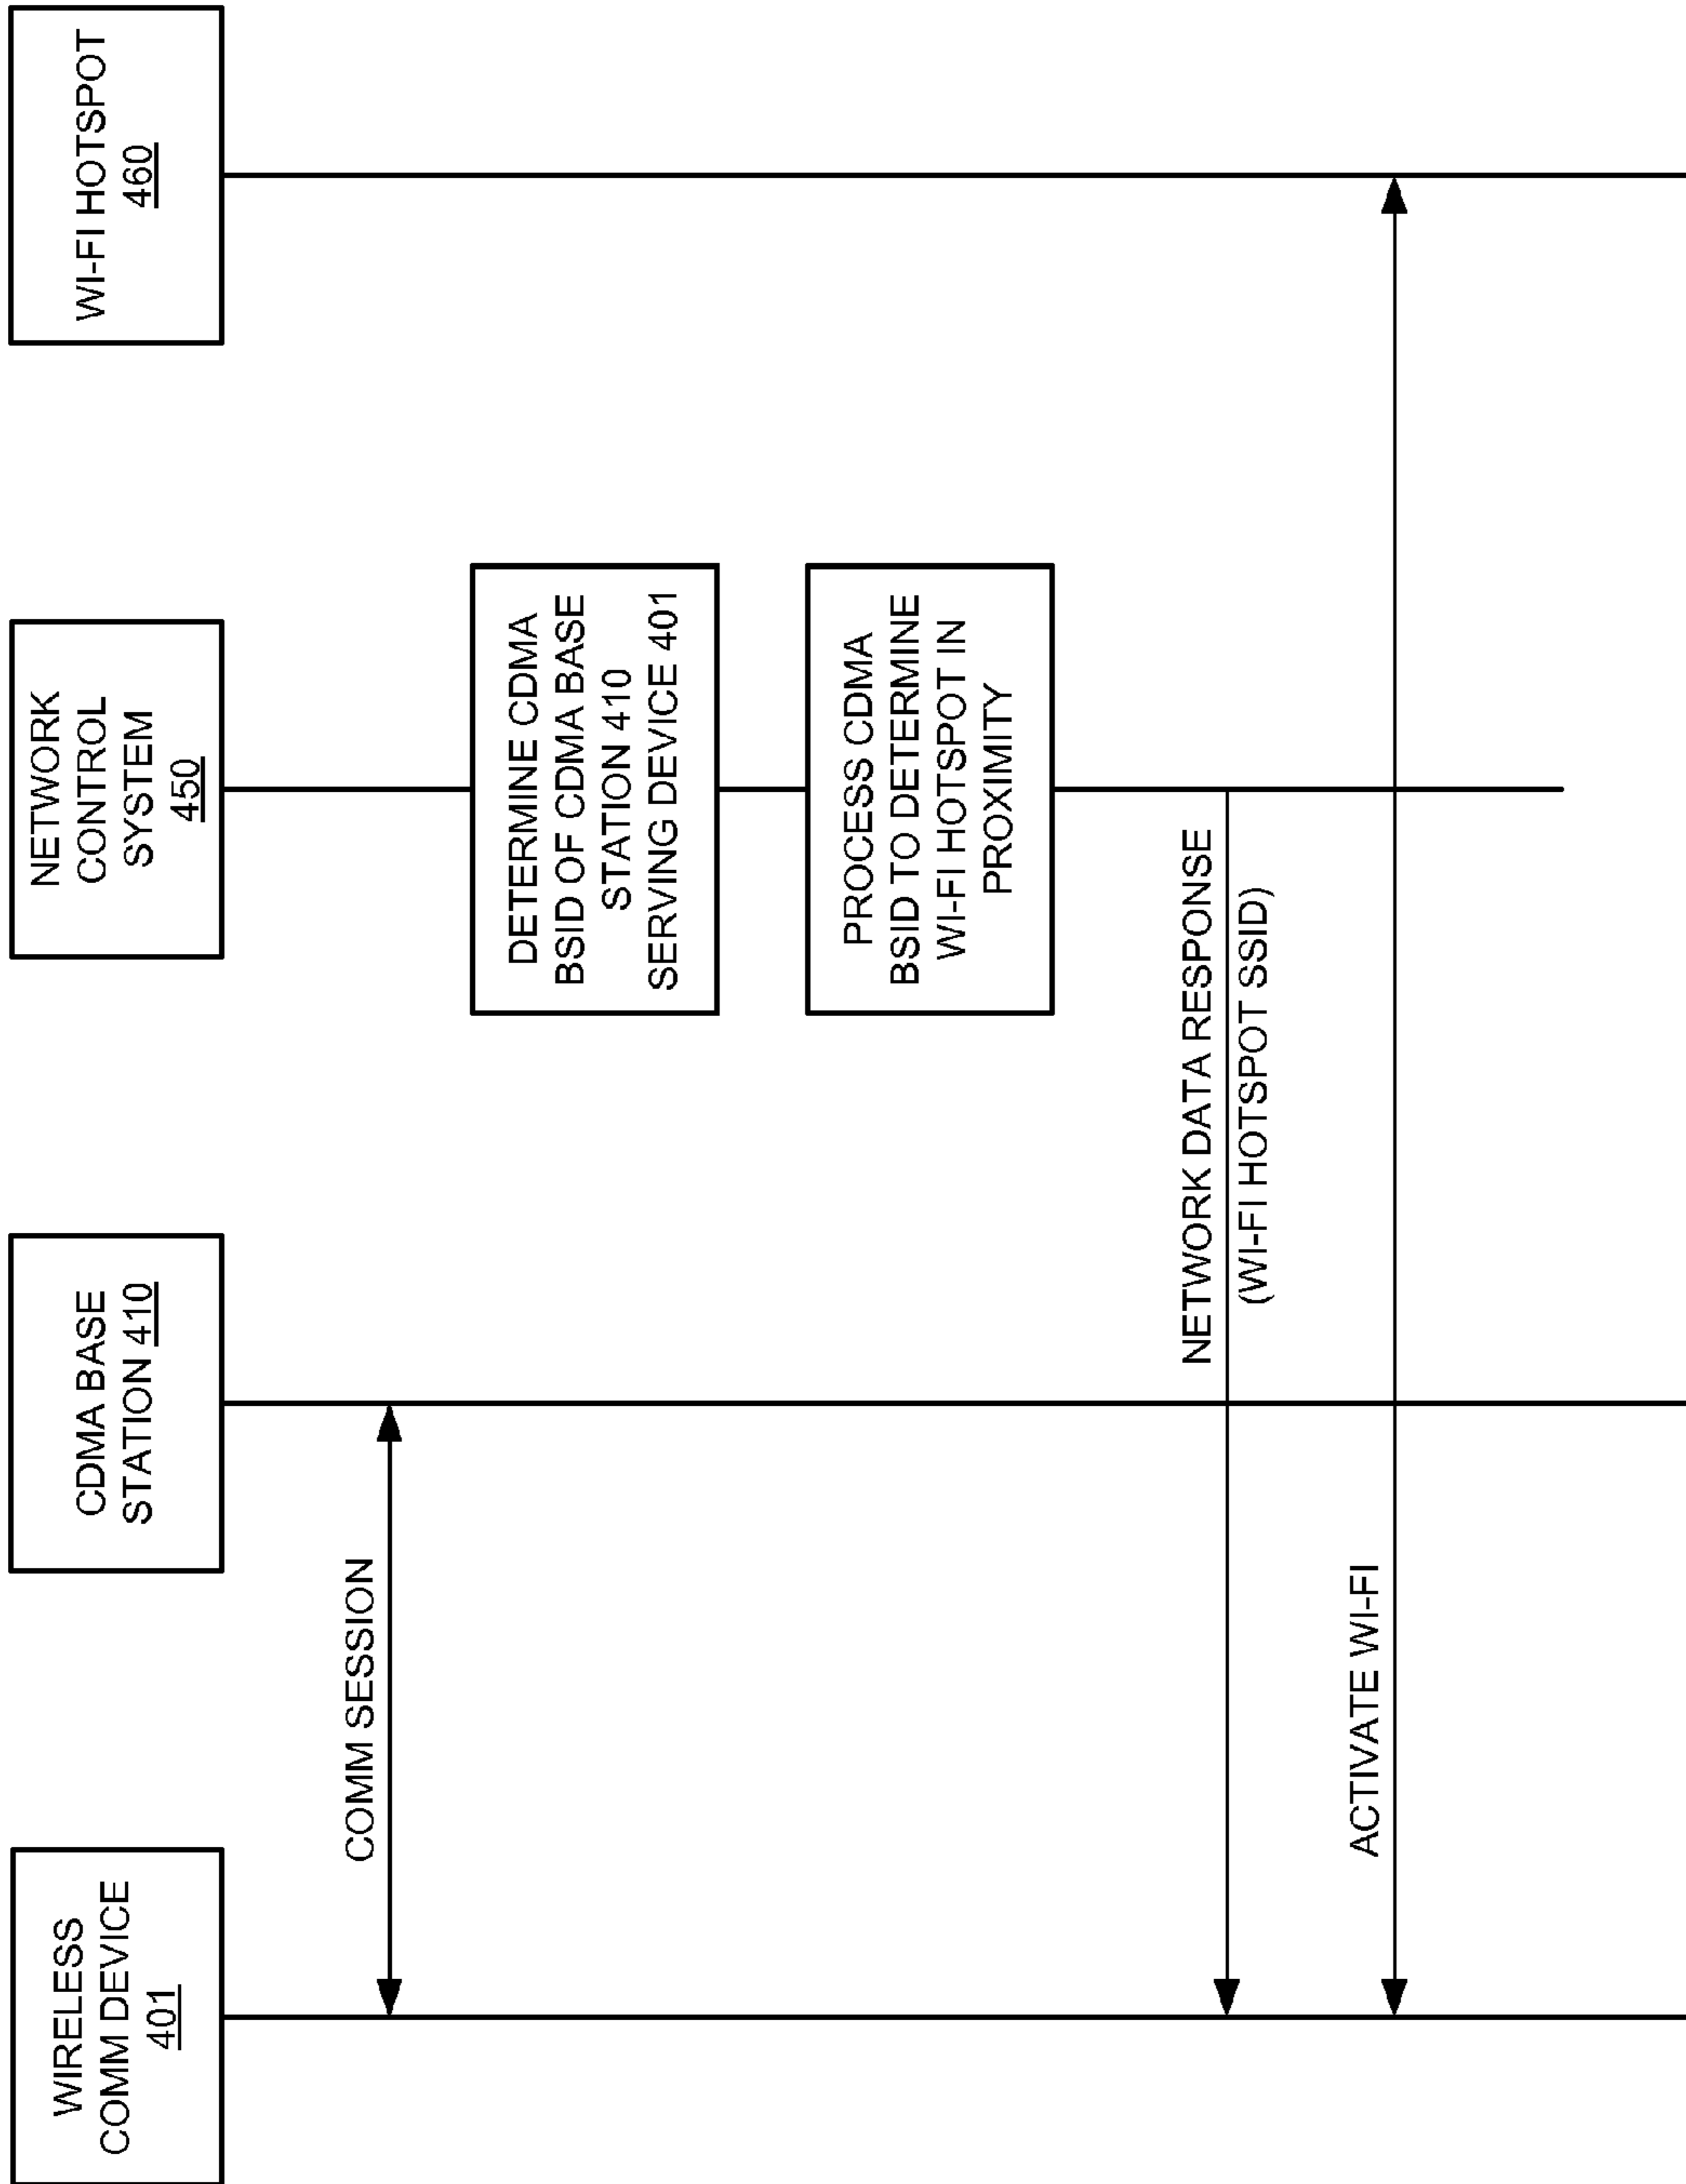 WIRELESS
COMM DEVICE
401
CDMA BASE
STATION 410
NETWORK
CONTROL
SYSTEM
450
WI-FI HOTSPOT
460
COMM SESSION
DETERMINE CDMA
BSID OF CDMA BASE
STATION 410
SERVING DEVICE 401
PROCESS CDMA
BSID TO DETERMINE
WI-FI HOTSPOT IN
PROXIMITY
NETWORK DATA RESPONSE
(WI-FI HOTSPOT SSID)
ACTIVATE WI-FI